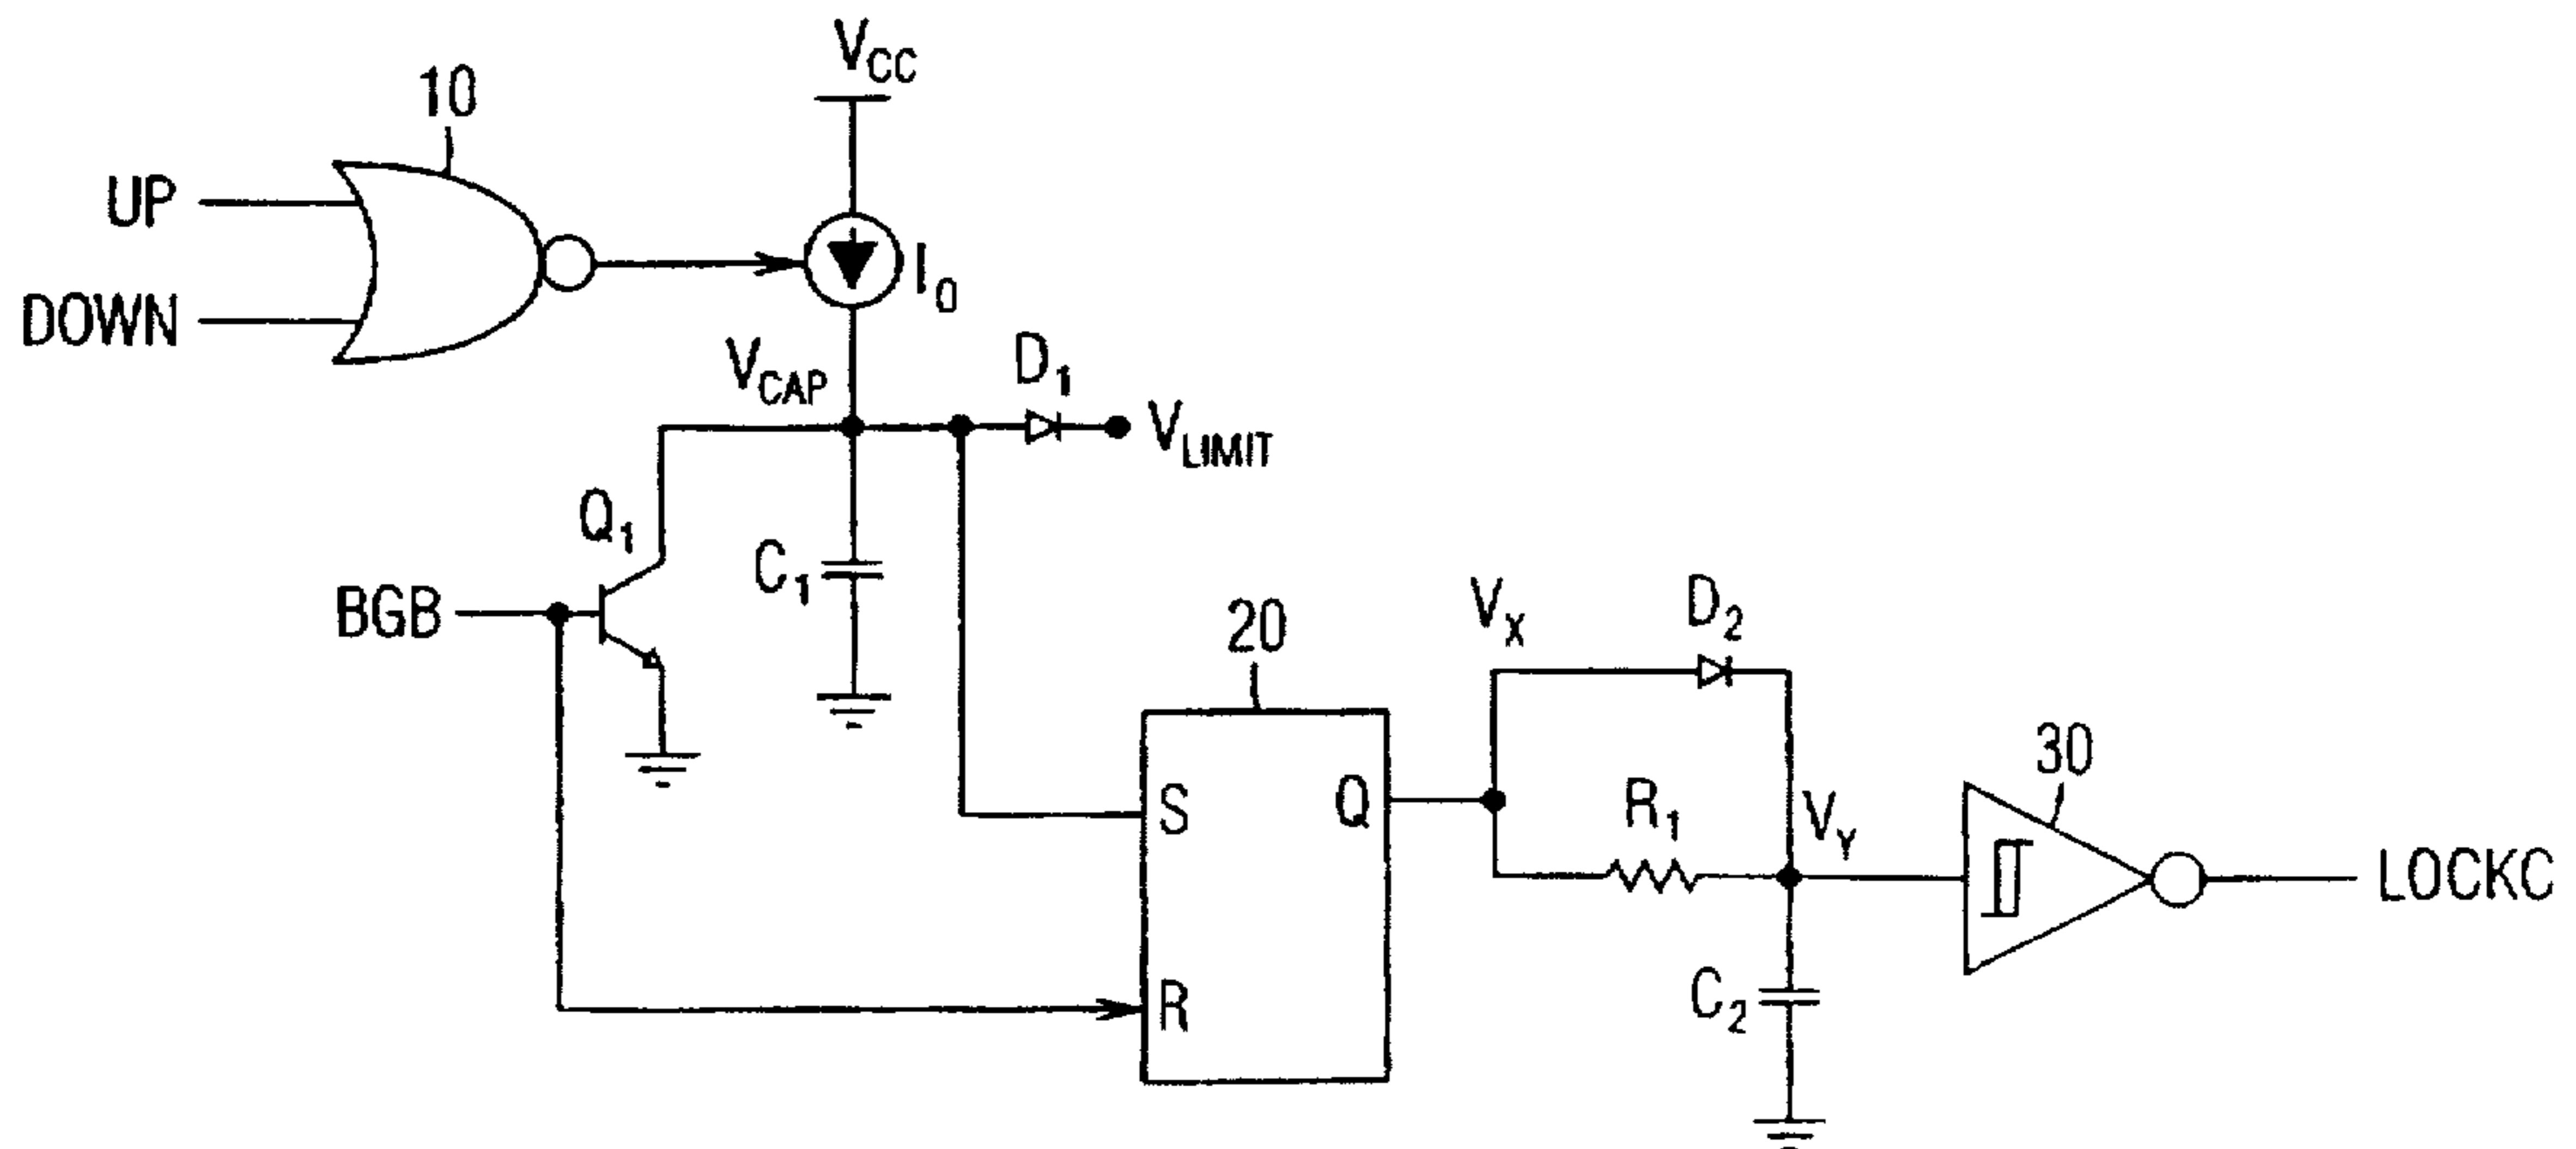 V_CC
10
UP
I_0
DOWN
V_CAP
D_1
V_LIMIT
Q_1
C_1
BGB
20
V_X
D_2
S
Q
R_1
V_Y
30
LOCKC
R
C_2